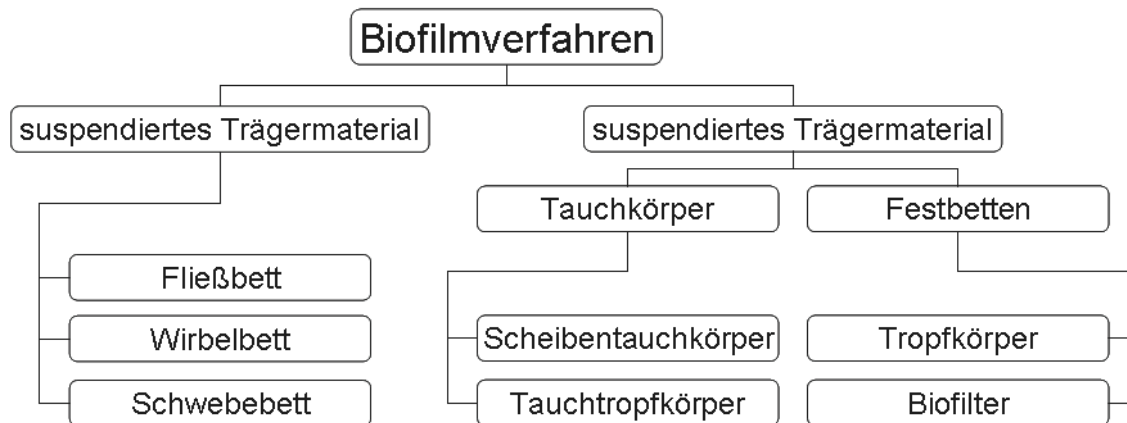 Biofilmverfahren
suspendiertes Trägermaterial
suspendiertes Trägermaterial
Tauchkörper
Festbetten
Fließbett
Wirbelbett
Schwebebett
Scheibentauchkörper
Tauchtropfkörper
Tropfkörper
Biofilter